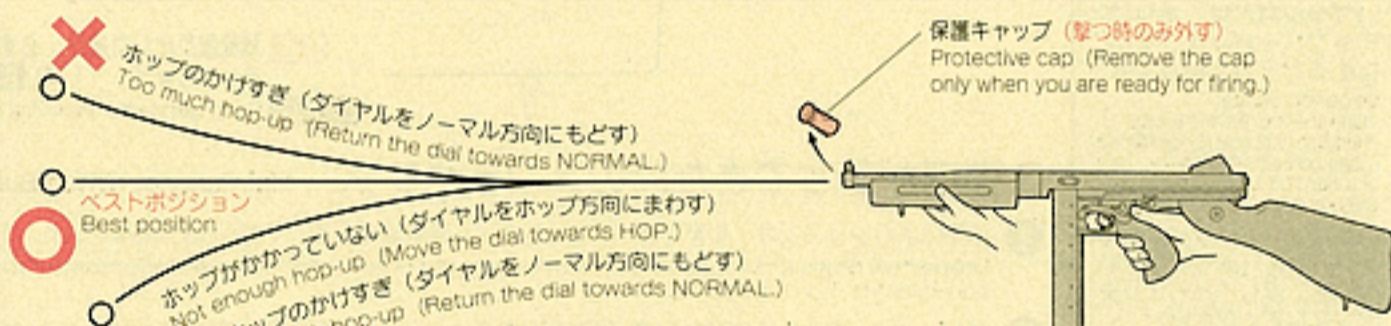 保護キャップ（撃つ時のみ外す）
Protective cap (Remove the cap
only when you are ready for firing.)
ホップのかけすぎ（ダイヤルをノーマル方向にもどす）
Too much hop-up (Return the dial towards NORMAL.)
ベストポジション
Best position
ホップがかかっていない（ダイヤルをホップ方向にまわす）
Not enough hop-up (Move the dial towards HOP.)
ップのかけすぎ（ダイヤルをノーマル方向にもどす）
hop-up (Return the dial towards NORMAL.)